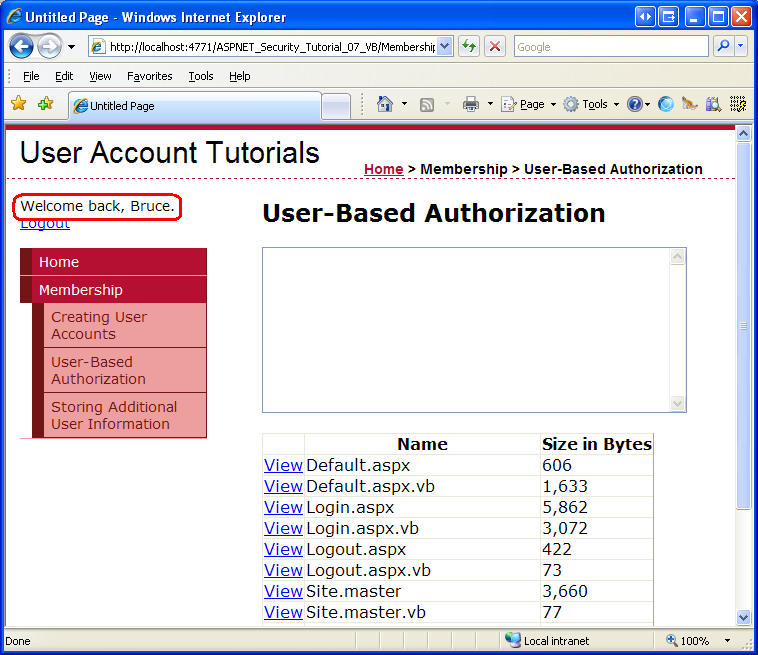 Untitled Page - Windows Internet Explorer
http://localhost:4771/ASPNET_Security_Tutorial_07_VB/Membership
Google
File Edit View Favorites Tools Help
Untitled Page
Page Tools
User Account Tutorials
Home > Membership > User-Based Authorization
Welcome back, Bruce.
Logout
Home
Membership
Creating User
Accounts
User-Based
Authorization
Storing Additional
User Information
User-Based Authorization
Name Size in Bytes
View Default.aspx 606
View Default.aspx.vb 1,633
View Login.aspx 5,862
View Login.aspx.vb 3,072
View Logout.aspx 422
View Logout.aspx.vb 73
View Site.master 3,660
View Site.master.vb 77
Done Local intranet 100%